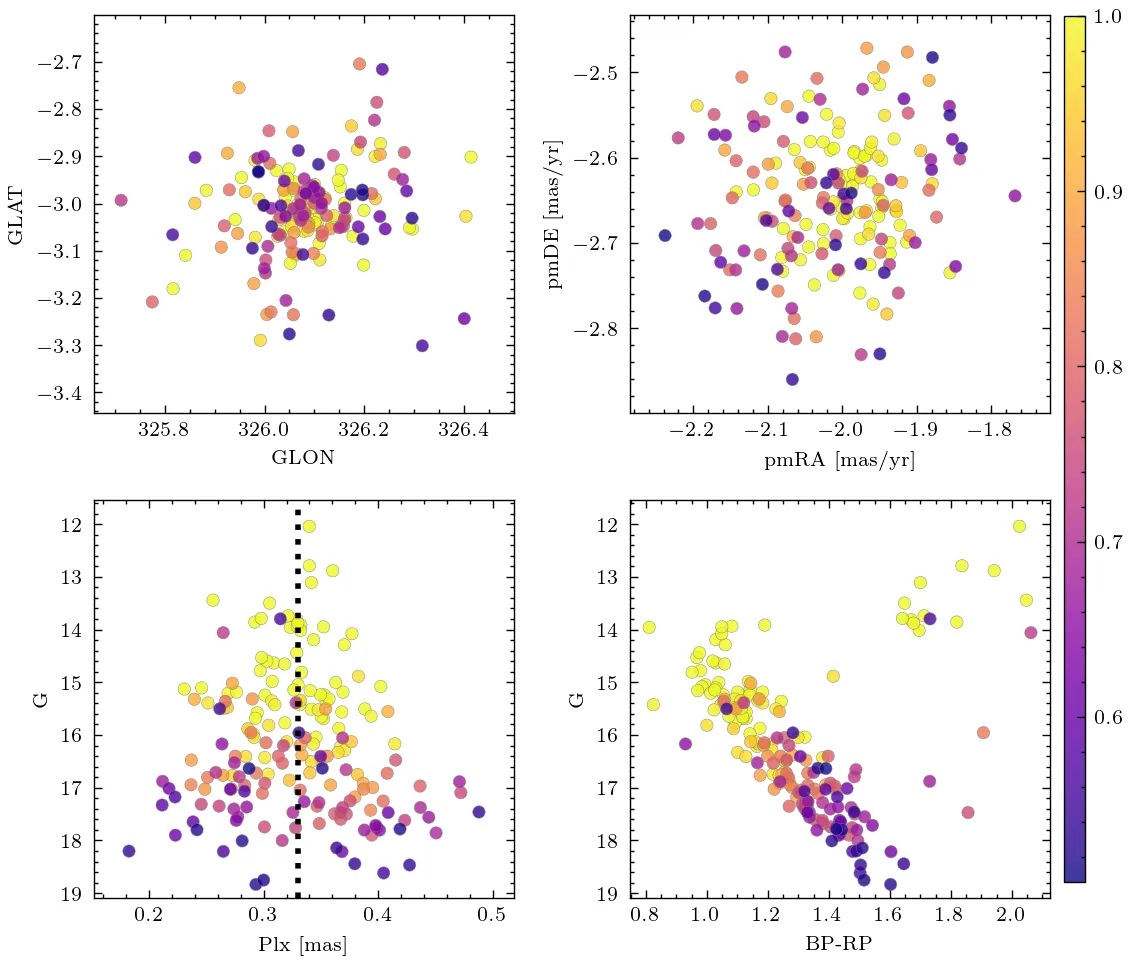 −2.7
−2.8
−2.9
−3.0
−3.1
−3.2
−3.3
−3.4
GLAT
325.8 326.0 326.2 326.4
GLON
−2.5
−2.6
−2.7
−2.8
pmDE [mas/yr]
−2.2 −2.1 −2.0 −1.9 −1.8
pmRA [mas/yr]
1.0
0.9
0.8
0.7
0.6
12
13
14
15
16
17
18
19
G
0.2 0.3 0.4 0.5
Plx [mas]
12
13
14
15
16
17
18
19
G
0.8 1.0 1.2 1.4 1.6 1.8 2.0
BP-RP